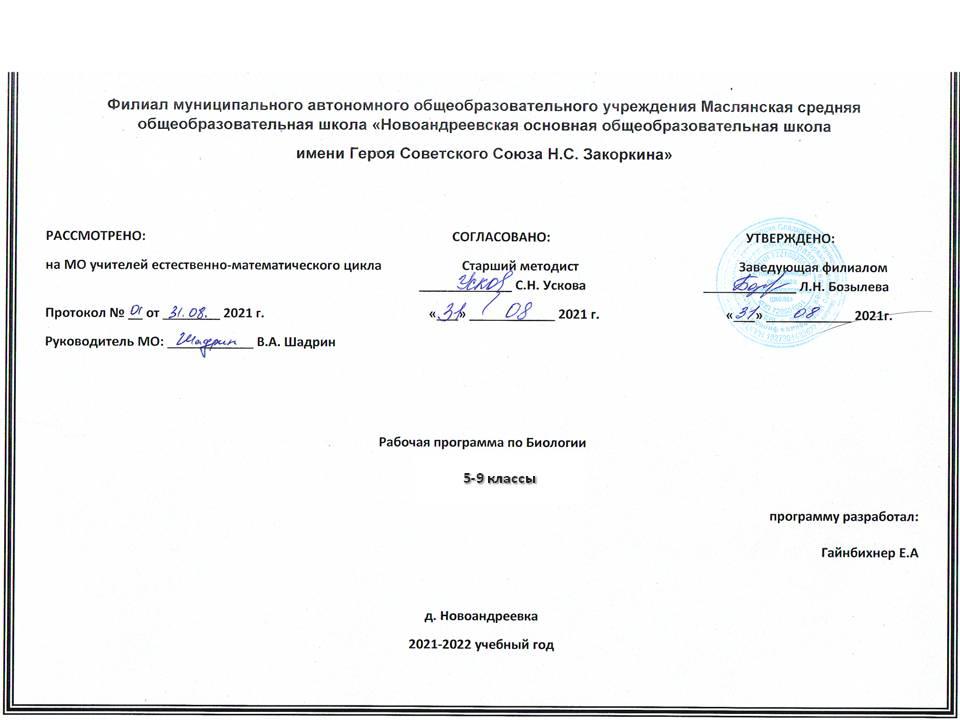 Филиал муниципального автономного общеобразовательного учреждения Маслянская средняя
общеобразовательная школа «Новоандреевская основная общеобразовательная школа
имени Героя Советского Союза Н.С. Закоркина»
РАССМОТРЕНО:
на МО учителей естественно-математического цикла
Протокол № 01 от 31.08. 2021 г.
Руководитель МО: Шадрин В.А. Шадрин
СОГЛАСОВАНО:
Старший методист
Усков С.Н. Ускова
«31» 08 2021 г.
УТВЕРЖДЕНО:
Заведующая филиалом
Л.Н. Бозылева
«31» 08 2021г.
Рабочая программа по Биологии
5-9 классы
программу разработал:
Гайнбихнер Е.А
д. Новоандреевка
2021-2022 учебный год